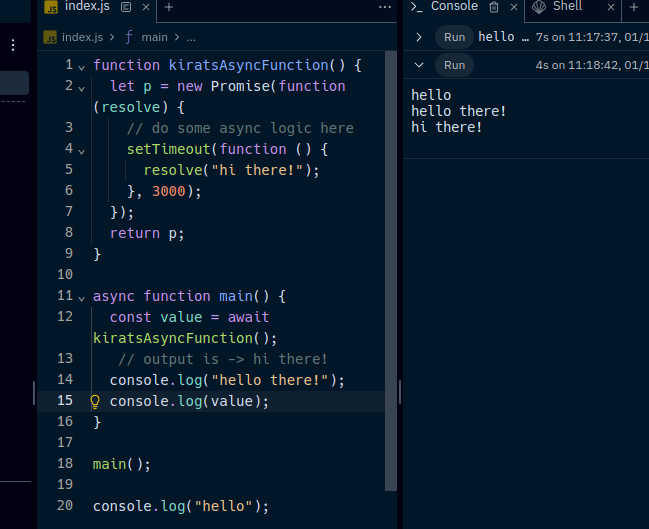 index.js
index.js > f main > ...
1 function kiratsAsyncFunction() {
2 let p = new Promise(function
(resolve) {
3 // do some async logic here
4 setTimeout(function () {
5 resolve("hi there!");
6 }, 3000);
7 });
8 return p;
9 }
10
11 async function main() {
12 const value = await
kiratsAsyncFunction();
13 // output is -> hi there!
14 console.log("hello there!");
15 console.log(value);
16 }
17
18 main();
19
20 console.log("hello");
Console
Shell
Run hello … 7s on 11:17:37, 01/1
Run 4s on 11:18:42, 01/1
hello
hello there!
hi there!